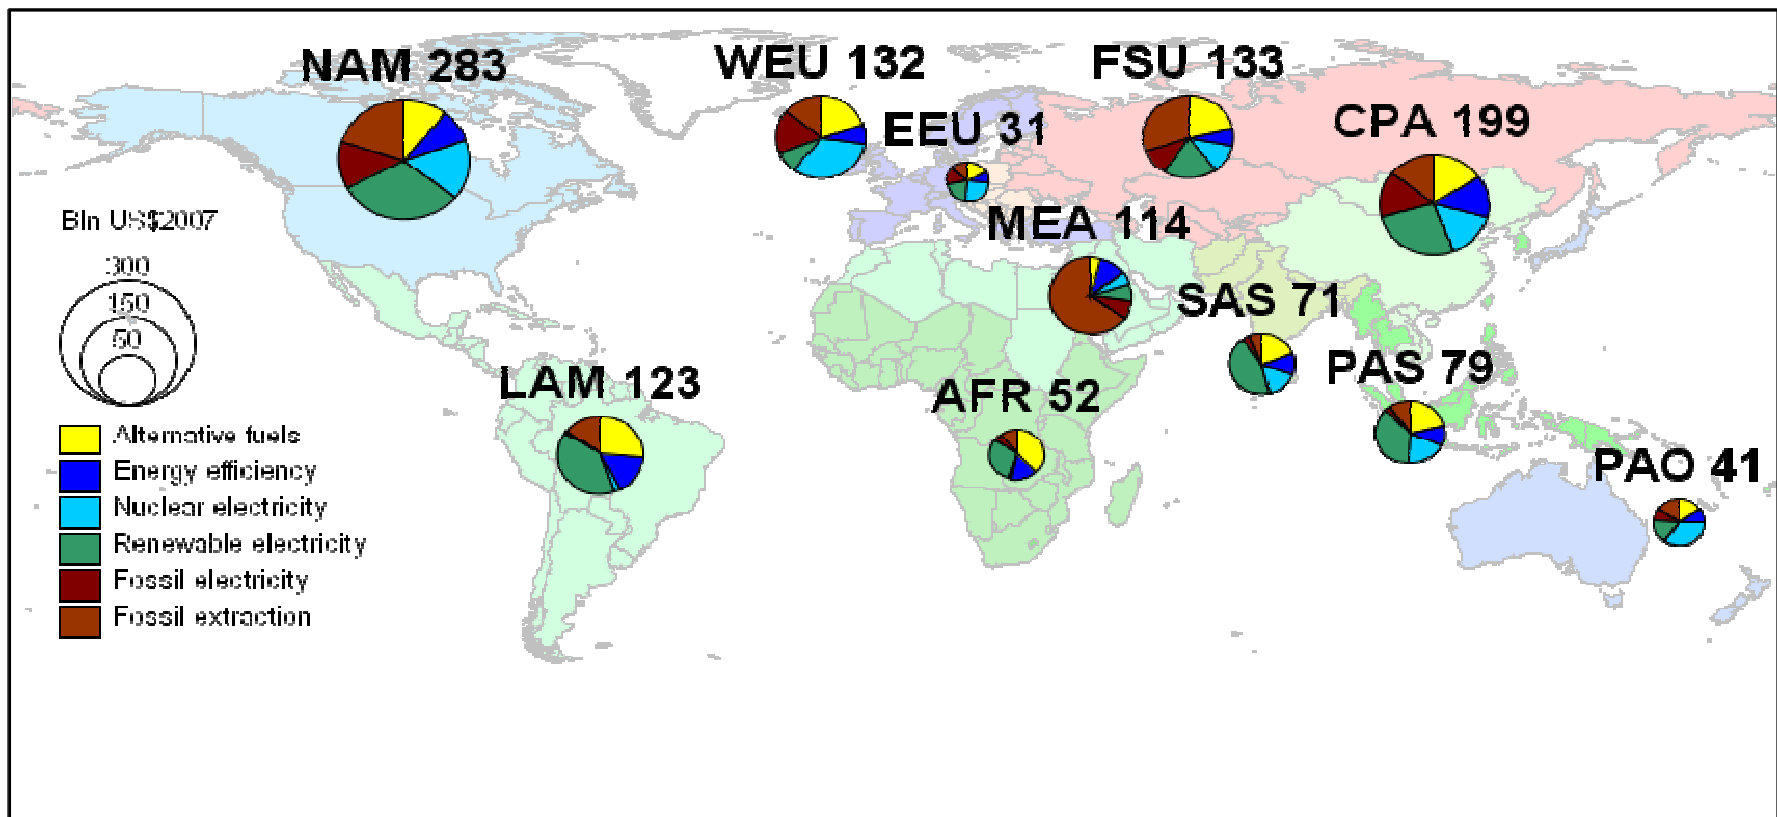 NAM 283
WEU 132
FSU 133
EEU 31
CPA 199
MEA 114
SAS 71
PAS 79
LAM 123
AFR 52
PAO 41
Bln US$2007
300
150
50
Alternative fuels
Energy efficiency
Nuclear electricity
Renewable electricity
Fossil electricity
Fossil extraction